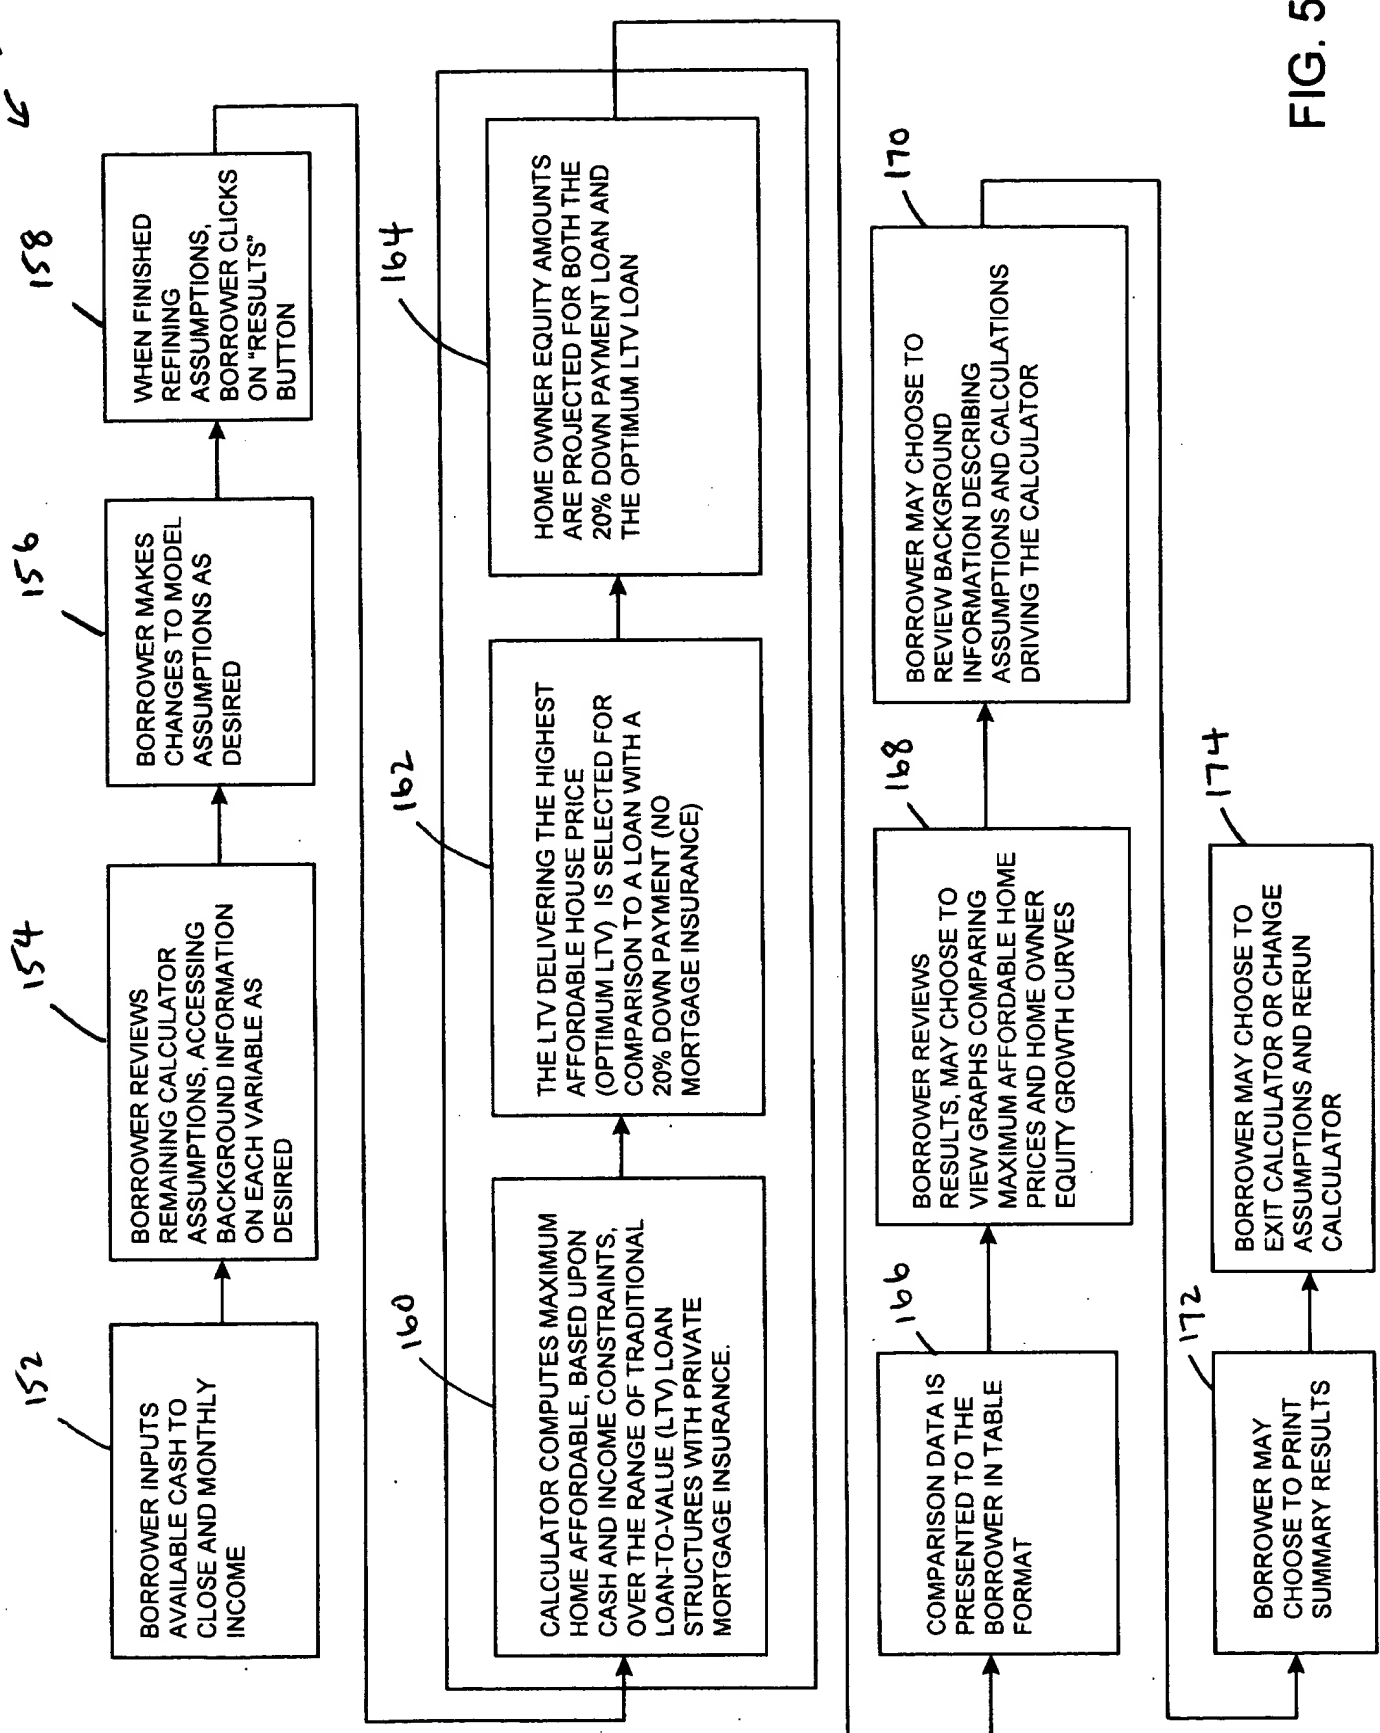 152
BORROWER INPUTS
AVAILABLE CASH TO
CLOSE AND MONTHLY
INCOME
154
BORROWER REVIEWS
REMAINING CALCULATOR
ASSUMPTIONS, ACCESSING
BACKGROUND INFORMATION
ON EACH VARIABLE AS
DESIRED
156
BORROWER MAKES
CHANGES TO MODEL
ASSUMPTIONS AS
DESIRED
158
WHEN FINISHED
REFINING
ASSUMPTIONS,
BORROWER CLICKS
ON "RESULTS"
BUTTON
160
CALCULATOR COMPUTES MAXIMUM
HOME AFFORDABLE, BASED UPON
CASH AND INCOME CONSTRAINTS,
OVER THE RANGE OF TRADITIONAL
LOAN-TO-VALUE (LTV) LOAN
STRUCTURES WITH PRIVATE
MORTGAGE INSURANCE.
162
THE LTV DELIVERING THE HIGHEST
AFFORDABLE HOUSE PRICE
(OPTIMUM LTV) IS SELECTED FOR
COMPARISON TO A LOAN WITH A
20% DOWN PAYMENT (NO
MORTGAGE INSURANCE)
164
HOME OWNER EQUITY AMOUNTS
ARE PROJECTED FOR BOTH THE
20% DOWN PAYMENT LOAN AND
THE OPTIMUM LTV LOAN
166
COMPARISON DATA IS
PRESENTED TO THE
BORROWER IN TABLE
FORMAT
168
BORROWER REVIEWS
RESULTS, MAY CHOOSE TO
VIEW GRAPHS COMPARING
MAXIMUM AFFORDABLE HOME
PRICES AND HOME OWNER
EQUITY GROWTH CURVES
170
BORROWER MAY CHOOSE TO
REVIEW BACKGROUND
INFORMATION DESCRIBING
ASSUMPTIONS AND CALCULATIONS
DRIVING THE CALCULATOR
172
BORROWER MAY
CHOOSE TO PRINT
SUMMARY RESULTS
174
BORROWER MAY CHOOSE TO
EXIT CALCULATOR OR CHANGE
ASSUMPTIONS AND RERUN
CALCULATOR
FIG. 5